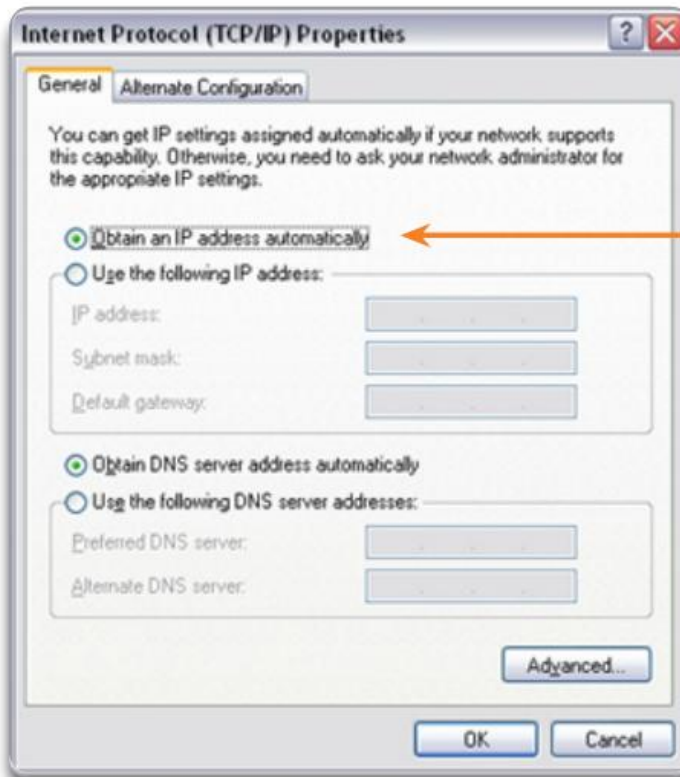 Internet Protocol (TCP/IP) Properties
General
Alternate Configuration
You can get IP settings assigned automatically if your network supports
this capability. Otherwise, you need to ask your network administrator for
the appropriate IP settings.
Obtain an IP address automatically
Use the following IP address:
IP address:
Subnet mask:
Default gateway:
Obtain DNS server address automatically
Use the following DNS server addresses:
Preferred DNS server:
Alternate DNS server:
Advanced...
OK
Cancel